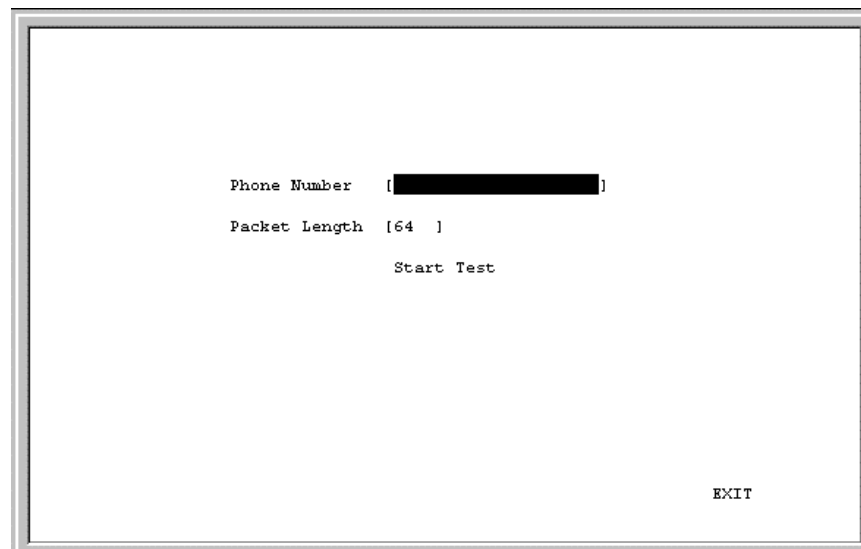 Phone Number [ ]
Packet Length [64 ]
Start Test
EXIT